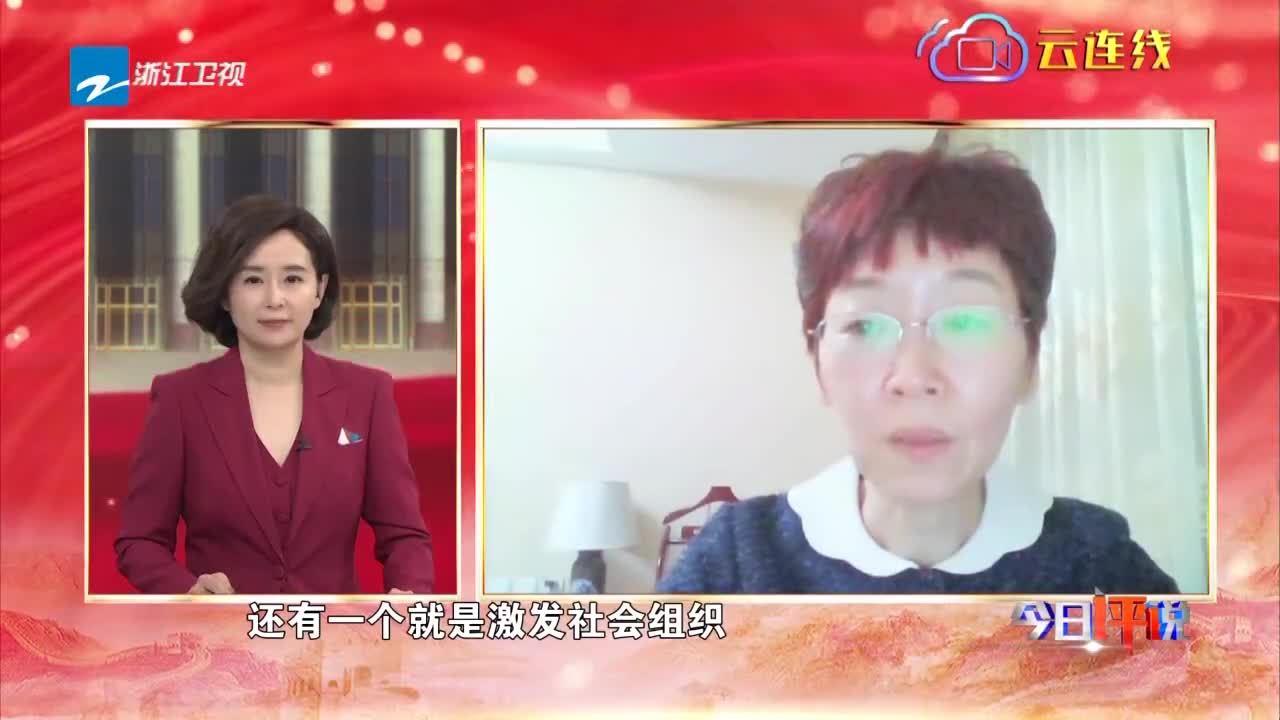 浙江卫视
云连线
还有一个就是激发社会组织
今日评说